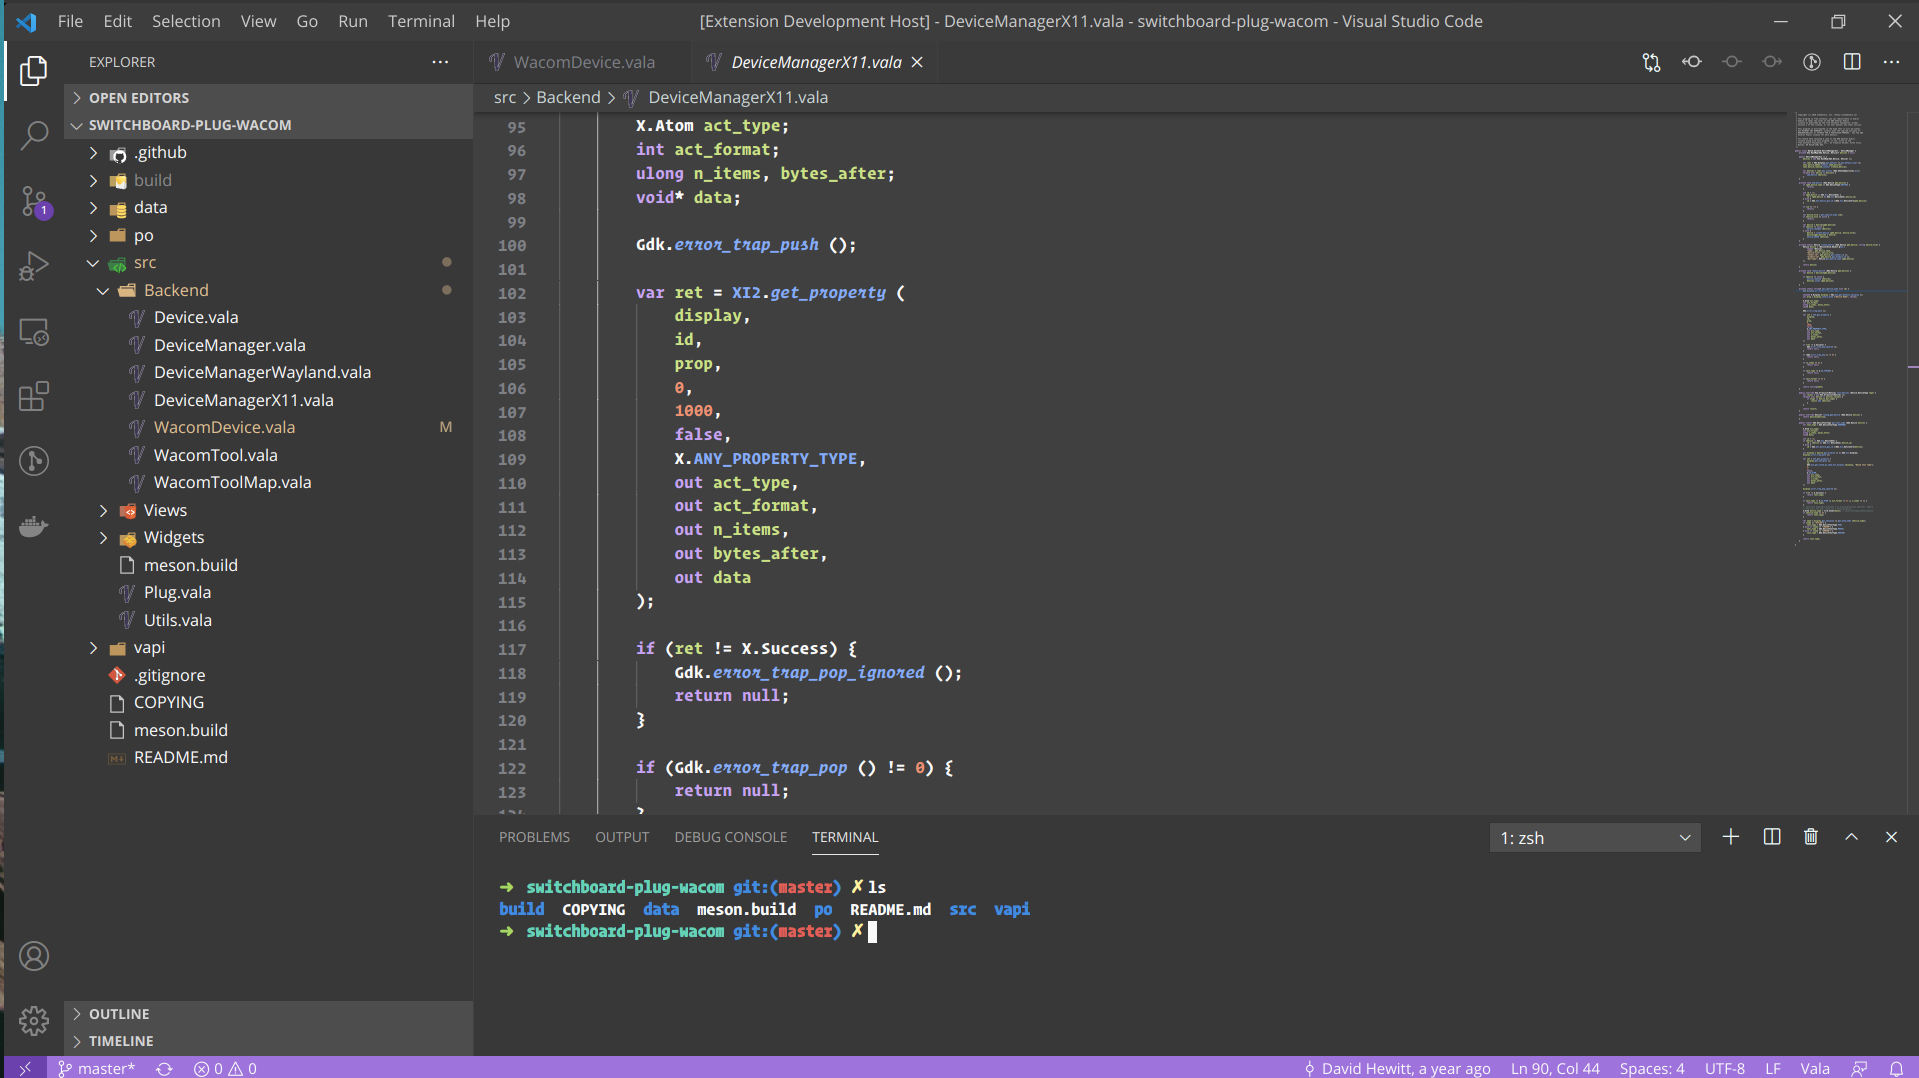 File Edit Selection View Go Run Terminal Help
[Extension Development Host] - DeviceManagerX11.vala - switchboard-plug-wacom - Visual Studio Code
EXPLORER
OPEN EDITORS
SWITCHBOARD-PLUG-WACOM
.github
build
data
po
src
Backend
Device.vala
DeviceManager.vala
DeviceManagerWayland.vala
DeviceManagerX11.vala
WacomDevice.vala M
WacomTool.vala
WacomToolMap.vala
Views
Widgets
meson.build
Plug.vala
Utils.vala
vapi
.gitignore
COPYING
meson.build
README.md
OUTLINE
TIMELINE
1
WacomDevice.vala DeviceManagerX11.vala
src > Backend > DeviceManagerX11.vala
95 X.Atom act_type;
96 int act_format;
97 ulong n_items, bytes_after;
98 void* data;
99
100 Gdk.error_trap_push ();
101
102 var ret = XI2.get_property (
103 display,
104 id,
105 prop,
106 0,
107 1000,
108 false,
109 X.ANY_PROPERTY_TYPE,
110 out act_type,
111 out act_format,
112 out n_items,
113 out bytes_after,
114 out data
115 );
116
117 if (ret != X.Success) {
118 Gdk.error_trap_pop_ignored ();
119 return null;
120 }
121
122 if (Gdk.error_trap_pop () != 0) {
123 return null;
PROBLEMS OUTPUT DEBUG CONSOLE TERMINAL
1: zsh
➜ switchboard-plug-wacom git:(master) ✗ ls
build COPYING data meson.build po README.md src vapi
➜ switchboard-plug-wacom git:(master) ✗
master* 0 0
David Hewitt, a year ago Ln 90, Col 44 Spaces: 4 UTF-8 LF Vala